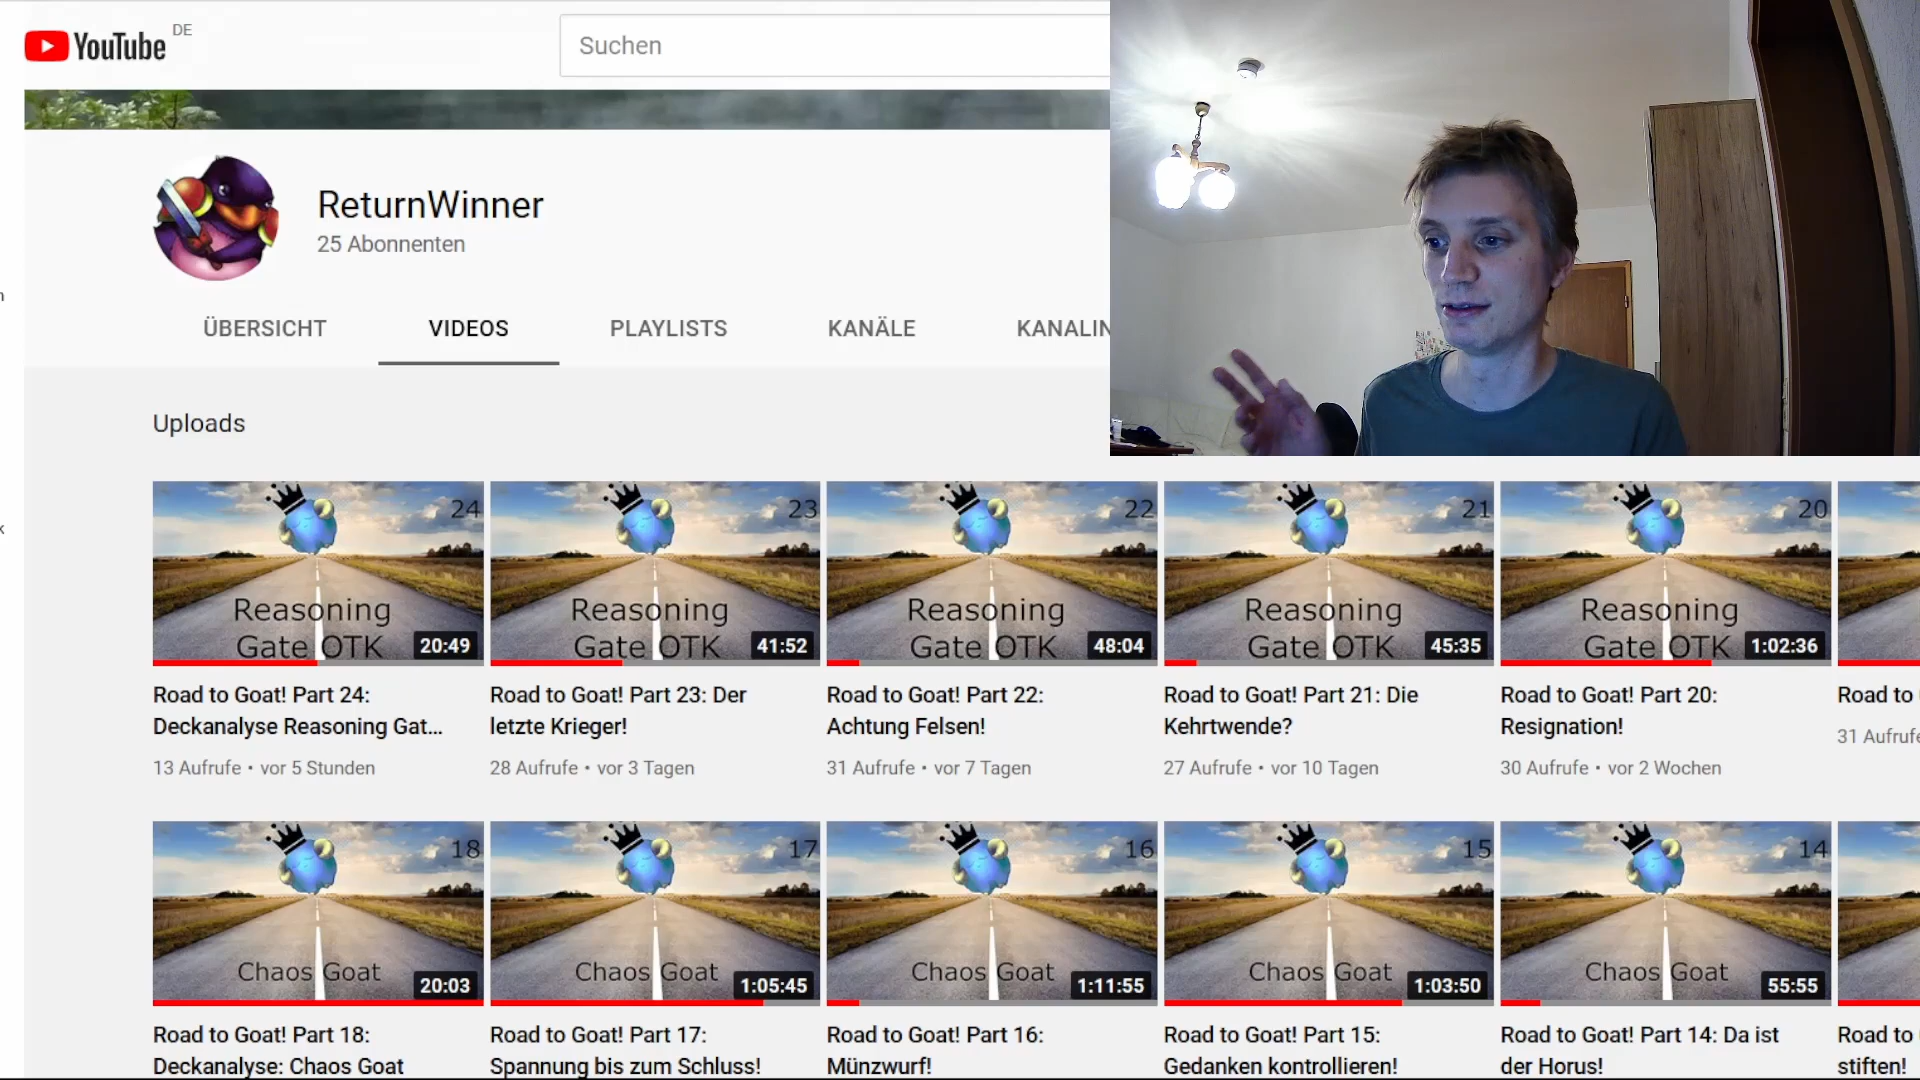 YouTube DE
Suchen
ReturnWinner
25 Abonnenten
ÜBERSICHT
VIDEOS
PLAYLISTS
KANÄLE
KANALIN
Uploads
24
Reasoning
Gate OTK
20:49
Road to Goat! Part 24:
Deckanalyse Reasoning Gat...
13 Aufrufe • vor 5 Stunden
23
Reasoning
Gate OTK
41:52
Road to Goat! Part 23: Der
letzte Krieger!
28 Aufrufe • vor 3 Tagen
22
Reasoning
Gate OTK
48:04
Road to Goat! Part 22:
Achtung Felsen!
31 Aufrufe • vor 7 Tagen
21
Reasoning
Gate OTK
45:35
Road to Goat! Part 21: Die
Kehrtwende?
27 Aufrufe • vor 10 Tagen
20
Reasoning
Gate OTK
1:02:36
Road to Goat! Part 20:
Resignation!
30 Aufrufe • vor 2 Wochen
Road to
31 Aufrufe
18
Chaos Goat
20:03
Road to Goat! Part 18:
Deckanalyse: Chaos Goat
17
Chaos Goat
1:05:45
Road to Goat! Part 17:
Spannung bis zum Schluss!
16
Chaos Goat
1:11:55
Road to Goat! Part 16:
Münzwurf!
15
Chaos Goat
1:03:50
Road to Goat! Part 15:
Gedanken kontrollieren!
14
Chaos Goat
55:55
Road to Goat! Part 14: Da ist
der Horus!
Road to
stiften!